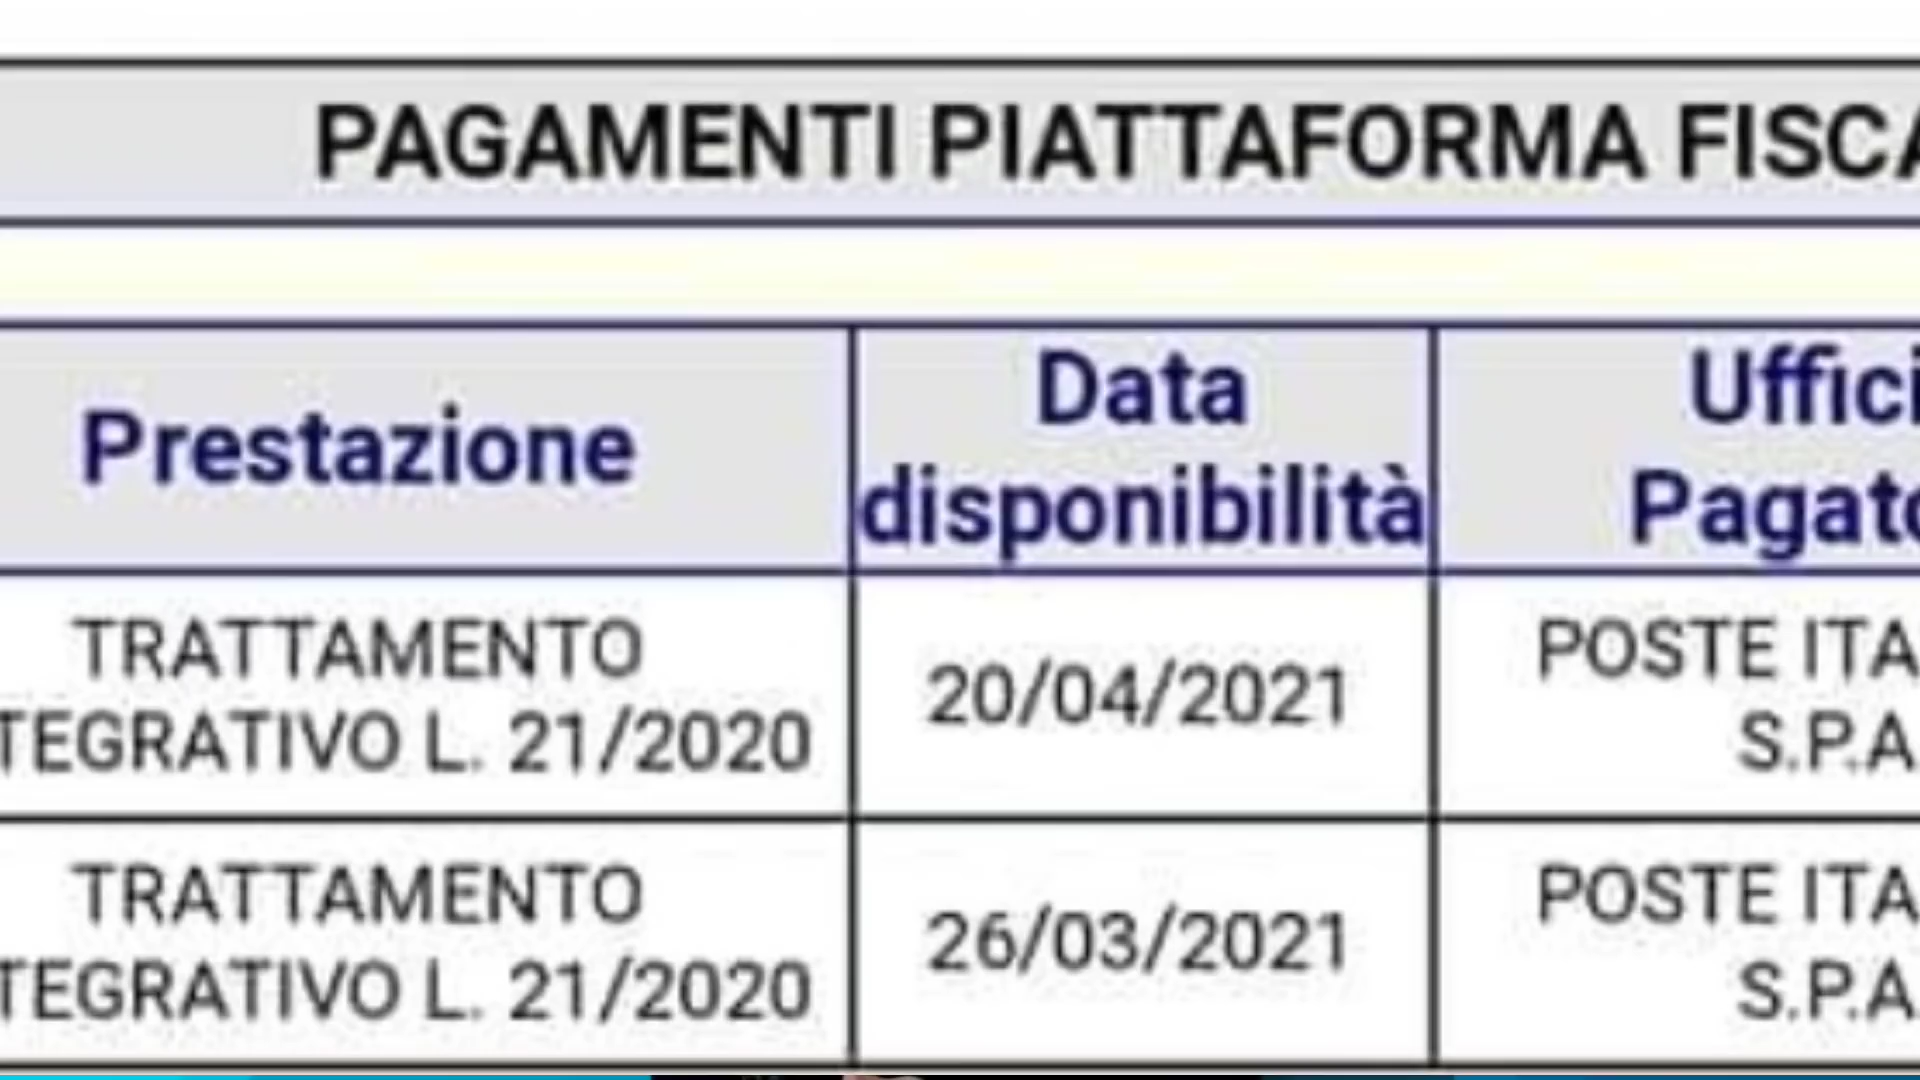 PAGAMENTI PIATTAFORMA FISCA
Prestazione
Data
disponibilità
Uffici
Pagato
TRATTAMENTO
TEGRATIVO L. 21/2020
20/04/2021
POSTE ITA
S.P.A.
TRATTAMENTO
TEGRATIVO L. 21/2020
26/03/2021
POSTE ITA
S.P.A.